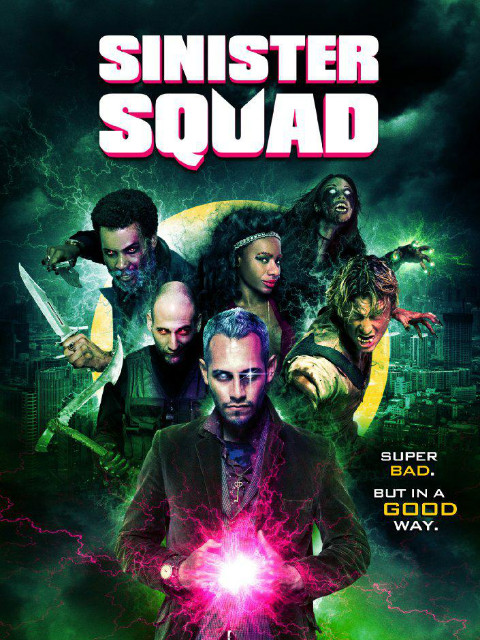 SINISTER
SQUAD
SUPER
BAD.
BUT IN A
GOOD
WAY.